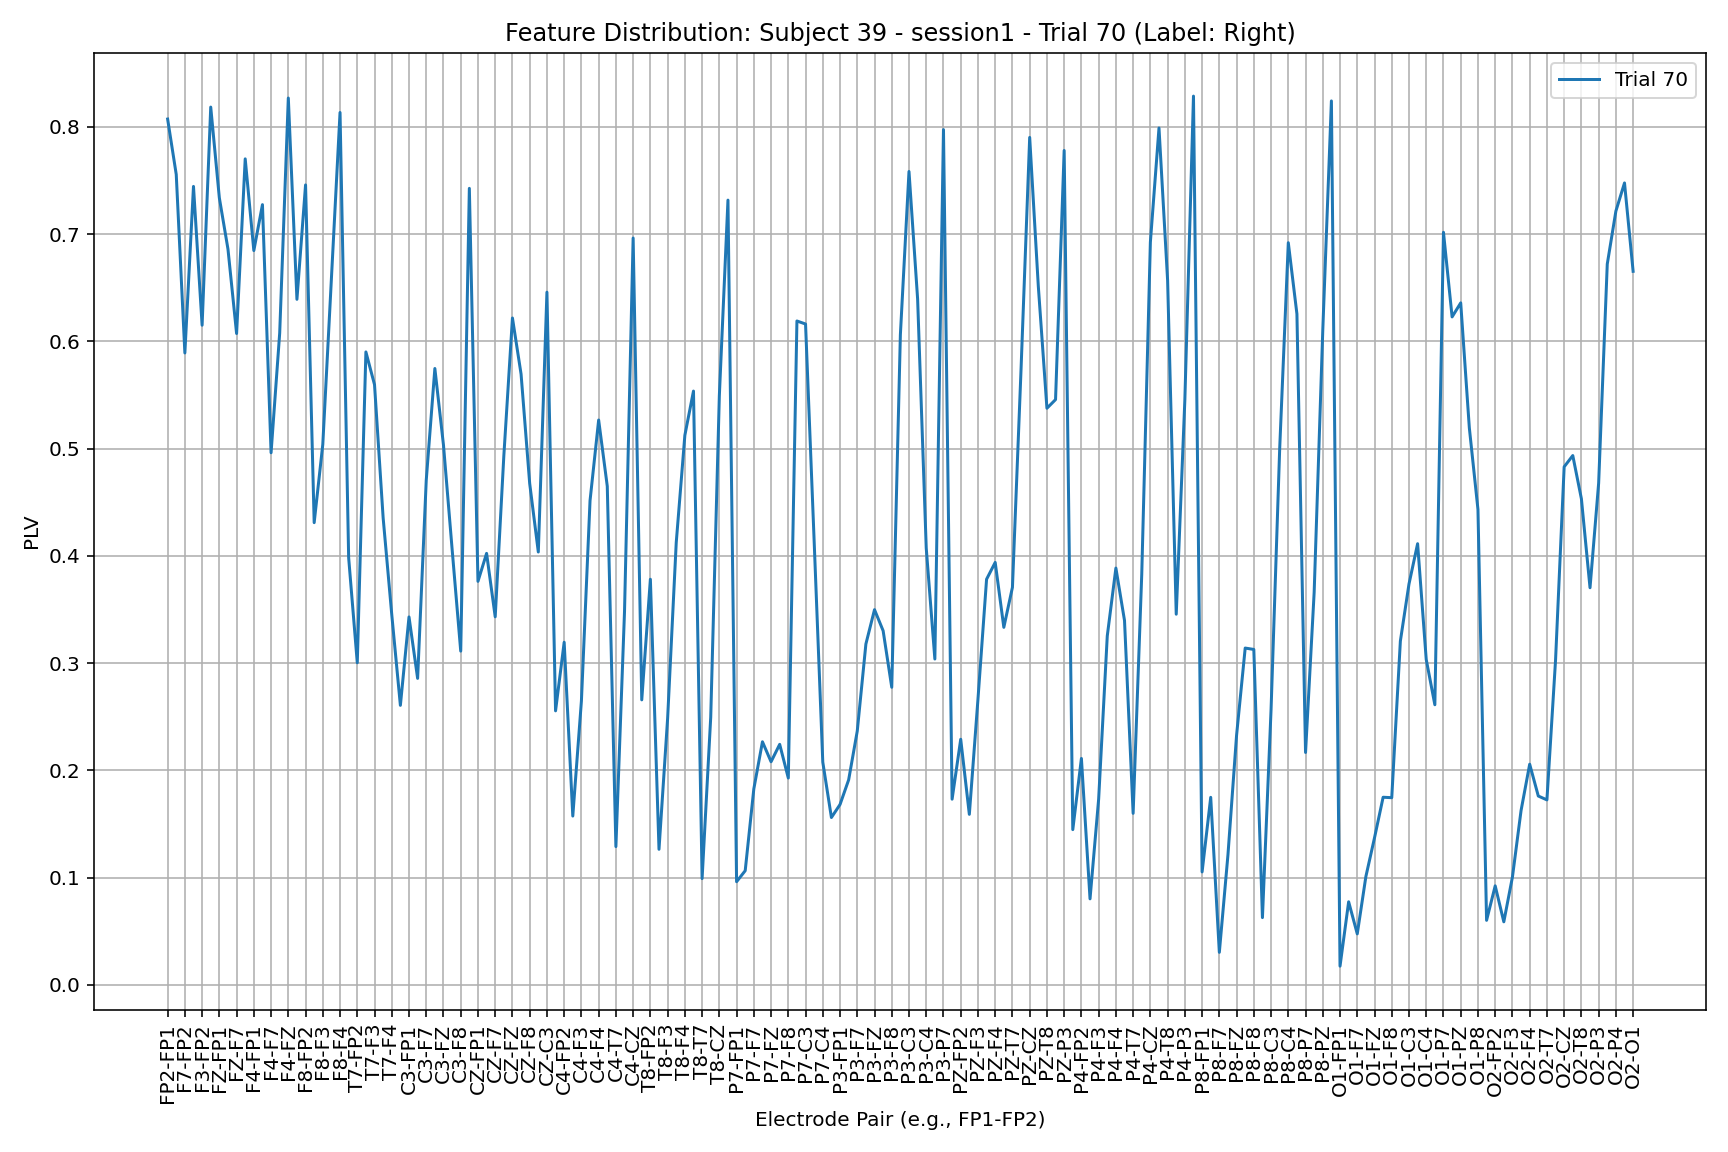 Feature Distribution: Subject 39 - session1 - Trial 70 (Label: Right)
Trial 70
PLV
0.8
0.7
0.6
0.5
0.4
0.3
0.2
0.1
0.0
FP2-FP1
F7-FP2
F3-FP2
FZ-FP1
FZ-F7
F4-FP1
F4-F7
F4-FZ
F8-FP2
F8-F3
F8-F4
T7-FP2
T7-F3
T7-F4
C3-FP1
C3-F7
C3-FZ
C3-F8
CZ-FP1
CZ-F7
CZ-FZ
CZ-F8
CZ-C3
C4-FP2
C4-F3
C4-F4
C4-T7
C4-CZ
T8-FP2
T8-F3
T8-F4
T8-T7
T8-CZ
P7-FP1
P7-F7
P7-FZ
P7-F8
P7-C3
P7-C4
P3-FP1
P3-F7
P3-FZ
P3-F8
P3-C3
P3-C4
P3-P7
PZ-FP2
PZ-F3
PZ-F4
PZ-T7
PZ-CZ
PZ-T8
PZ-P3
P4-FP2
P4-F3
P4-F4
P4-T7
P4-CZ
P4-T8
P4-P3
P8-FP1
P8-F7
P8-FZ
P8-F8
P8-C3
P8-C4
P8-P7
P8-PZ
O1-FP1
O1-F7
O1-FZ
O1-F8
O1-C3
O1-C4
O1-P7
O1-PZ
O1-P8
O2-FP2
O2-F3
O2-F4
O2-T7
O2-CZ
O2-T8
O2-P3
O2-P4
O2-O1
Electrode Pair (e.g., FP1-FP2)